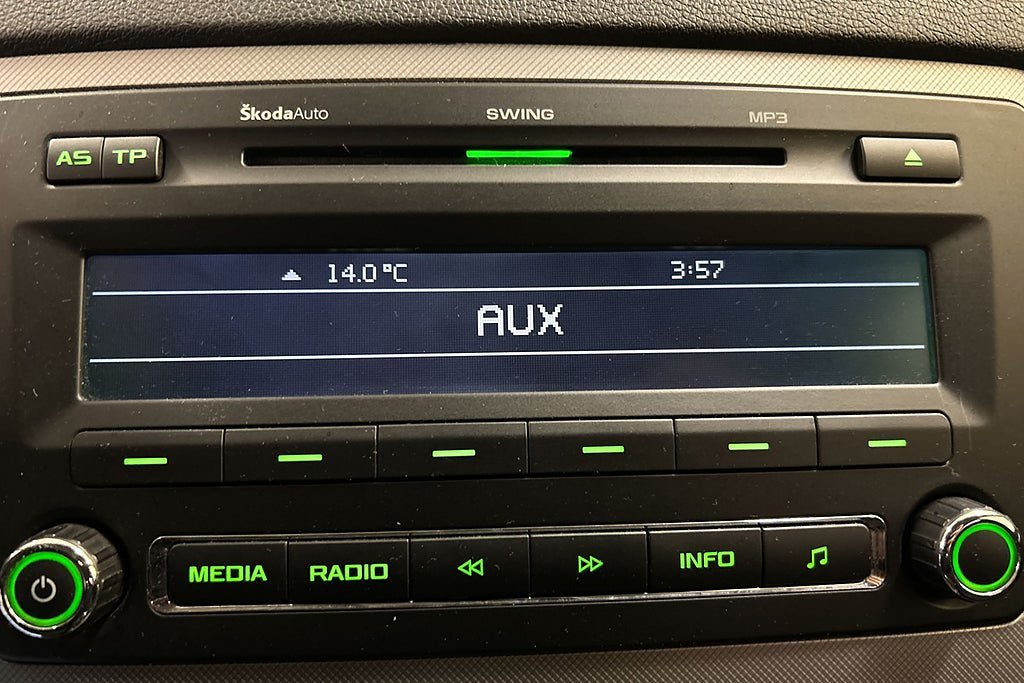 ŠkodaAuto SWING MP3
AS TP
14.0°C 3:57
AUX
MEDIA RADIO INFO